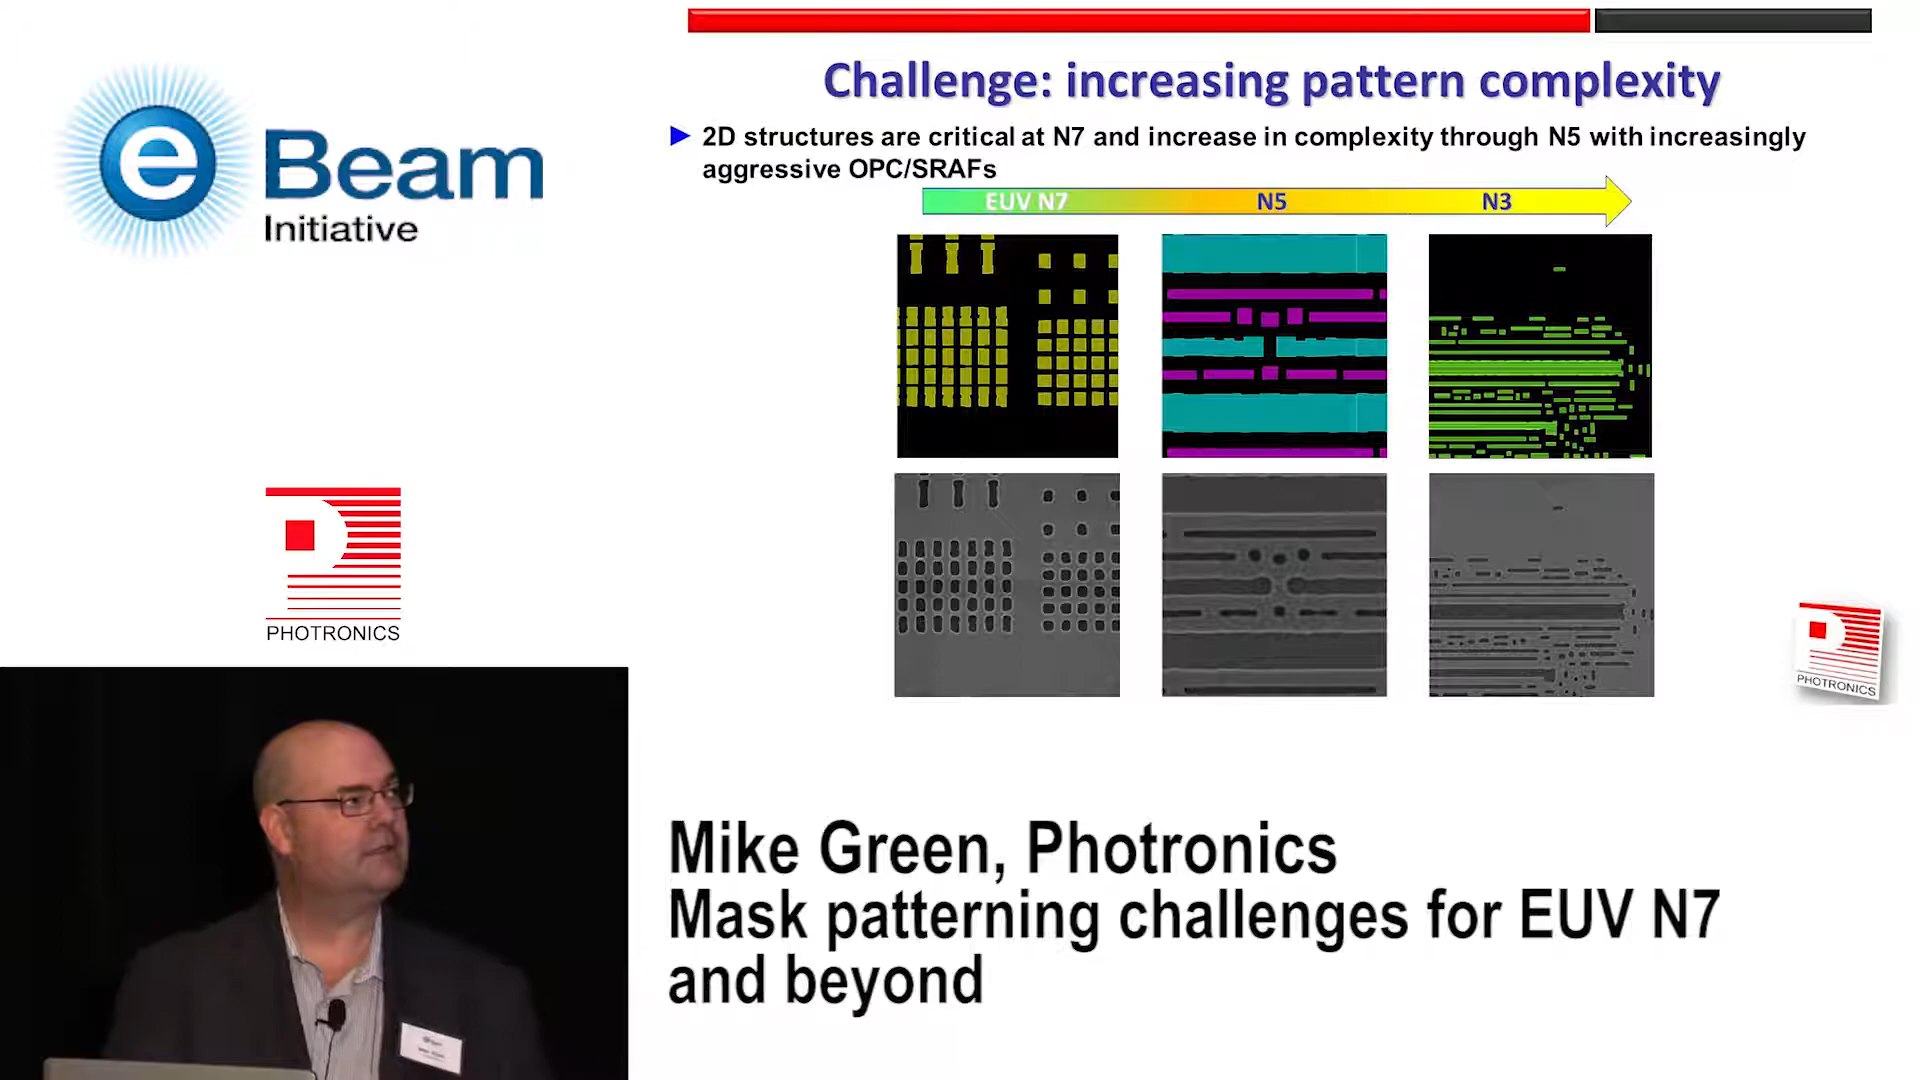 e Beam
Initiative
PHOTRONICS
Challenge: increasing pattern complexity
2D structures are critical at N7 and increase in complexity through N5 with increasingly
aggressive OPC/SRAFs
EUV N7 N5 N3
PHOTRONICS
Mike Green, Photronics
Mask patterning challenges for EUV N7
and beyond